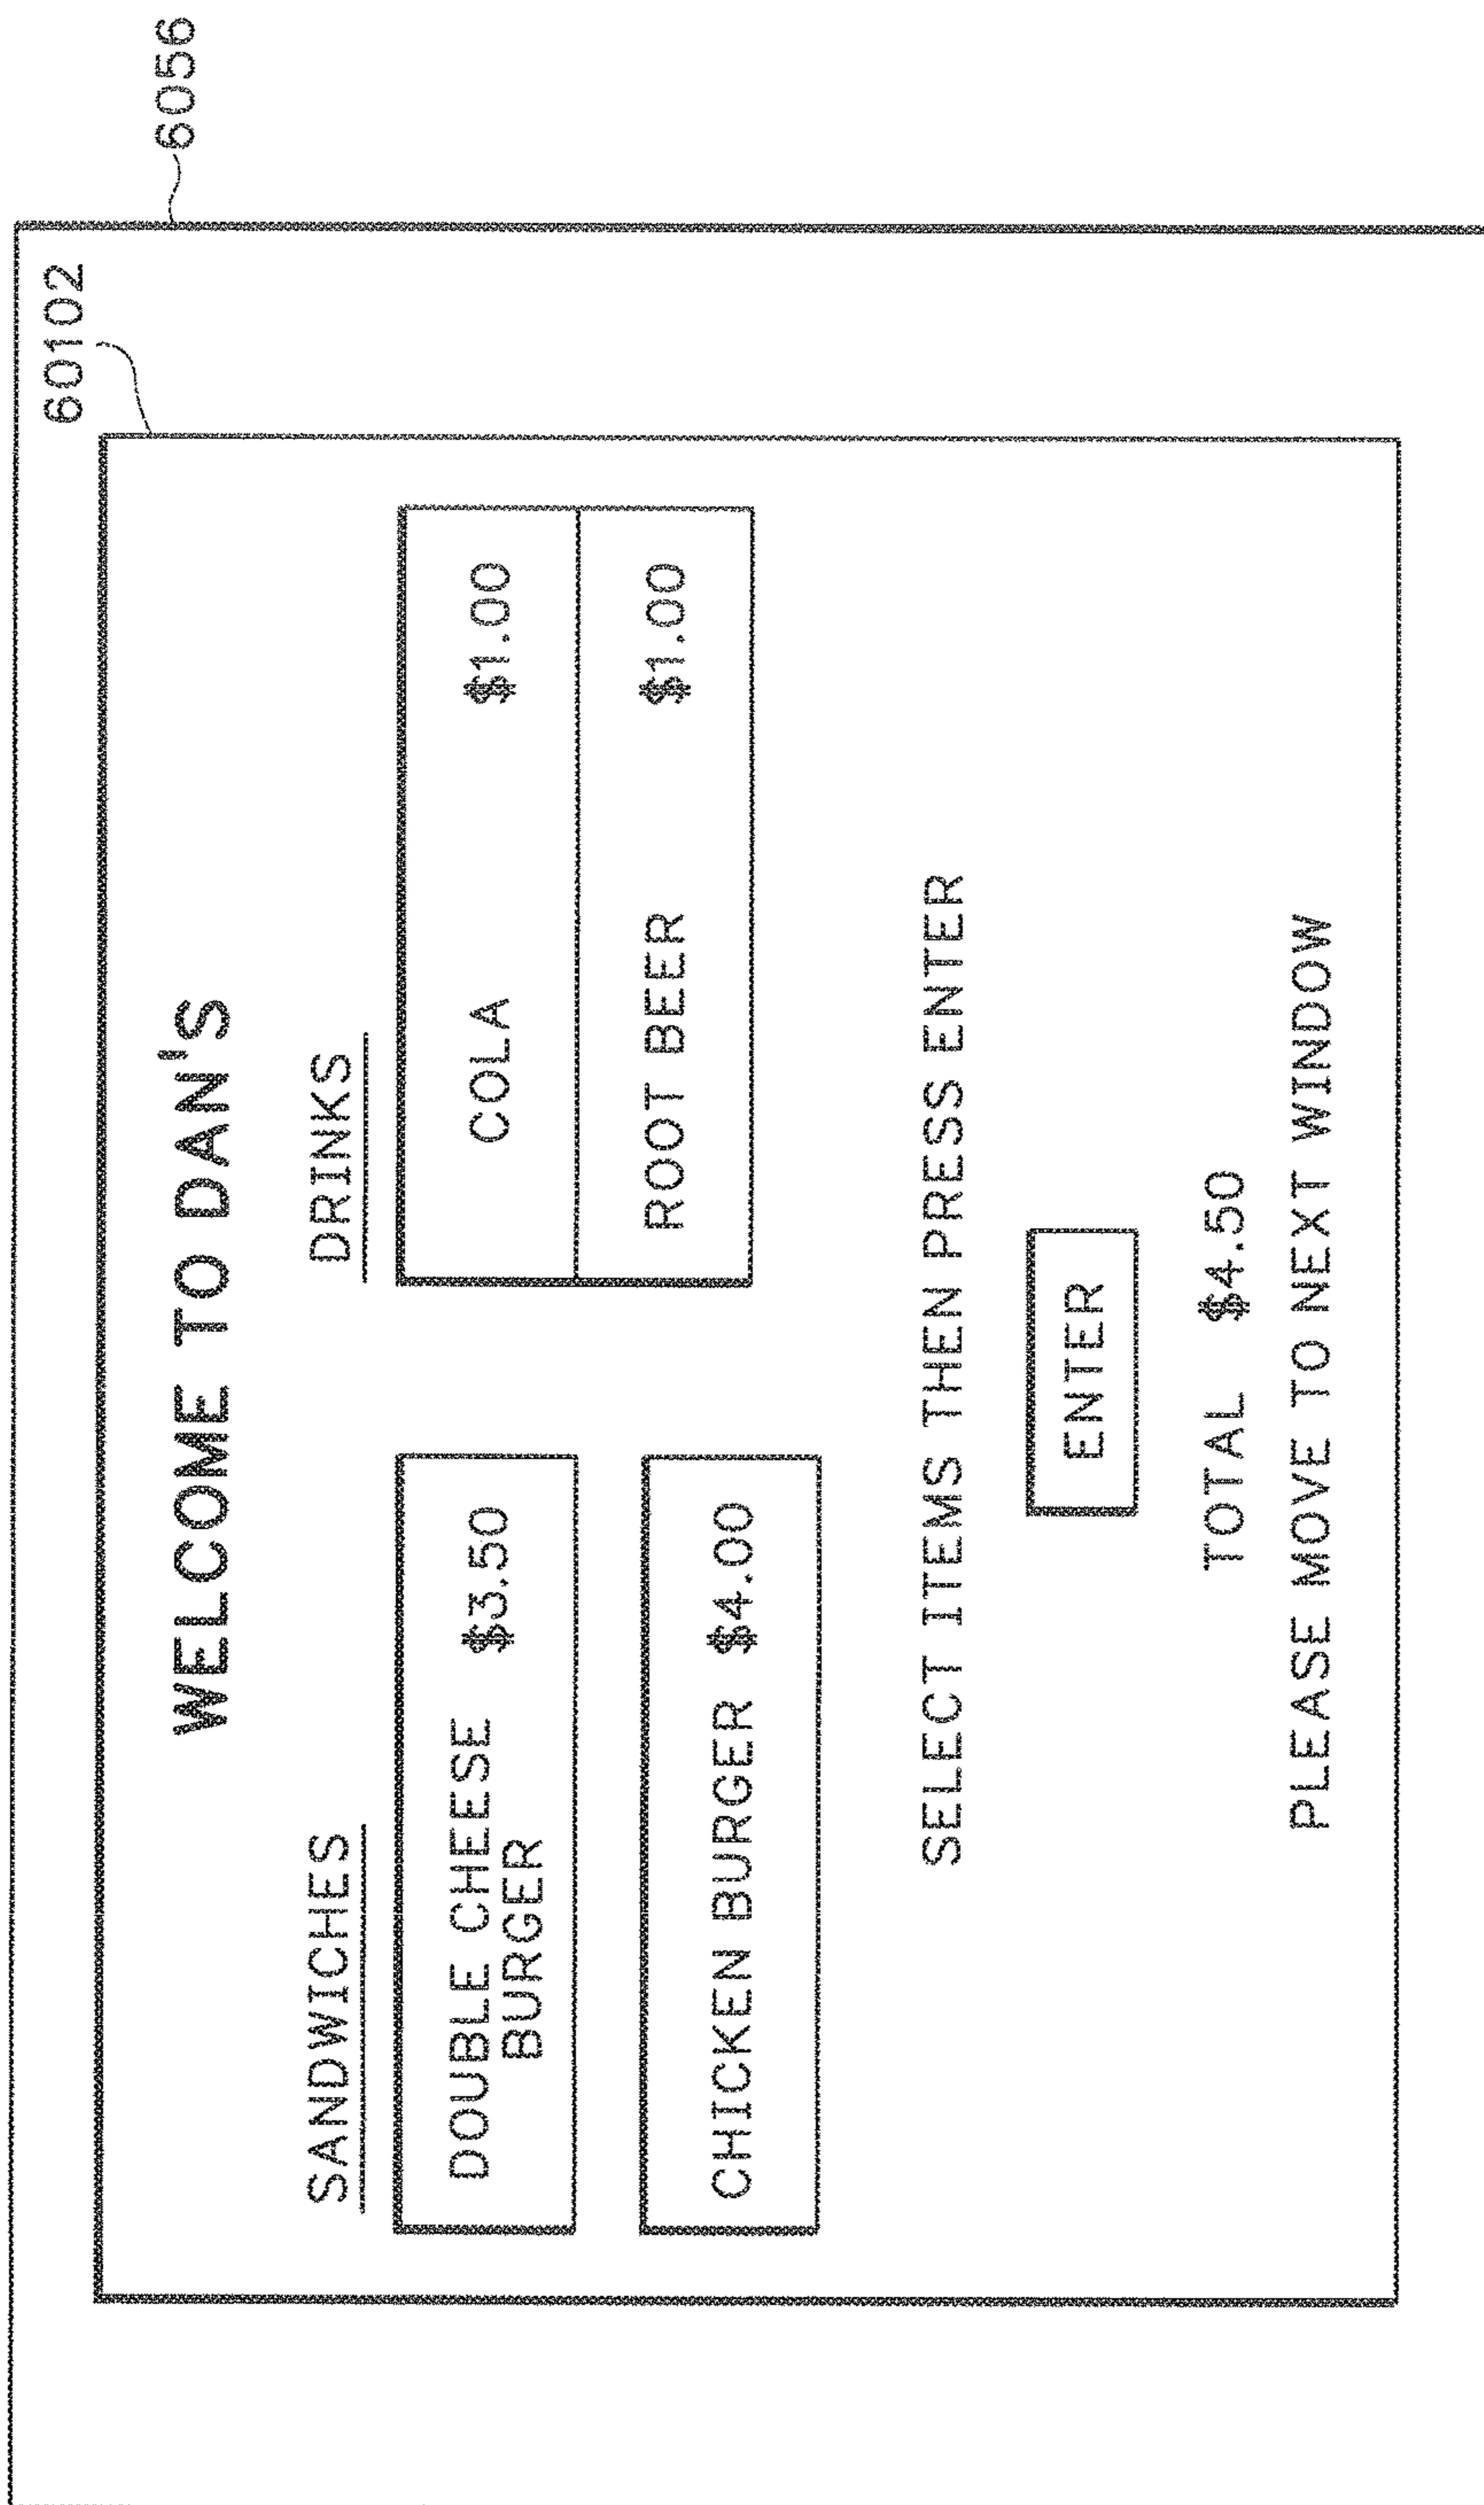 6056
60102
WELCOME TO DAN'S
SANDWICHES
DOUBLE CHEESE $3.50
BURGER
CHICKEN BURGER $4.00
DRINKS
COLA $1.00
ROOT BEER $1.00
SELECT ITEMS THEN PRESS ENTER
ENTER
TOTAL $4.50
PLEASE MOVE TO NEXT WINDOW